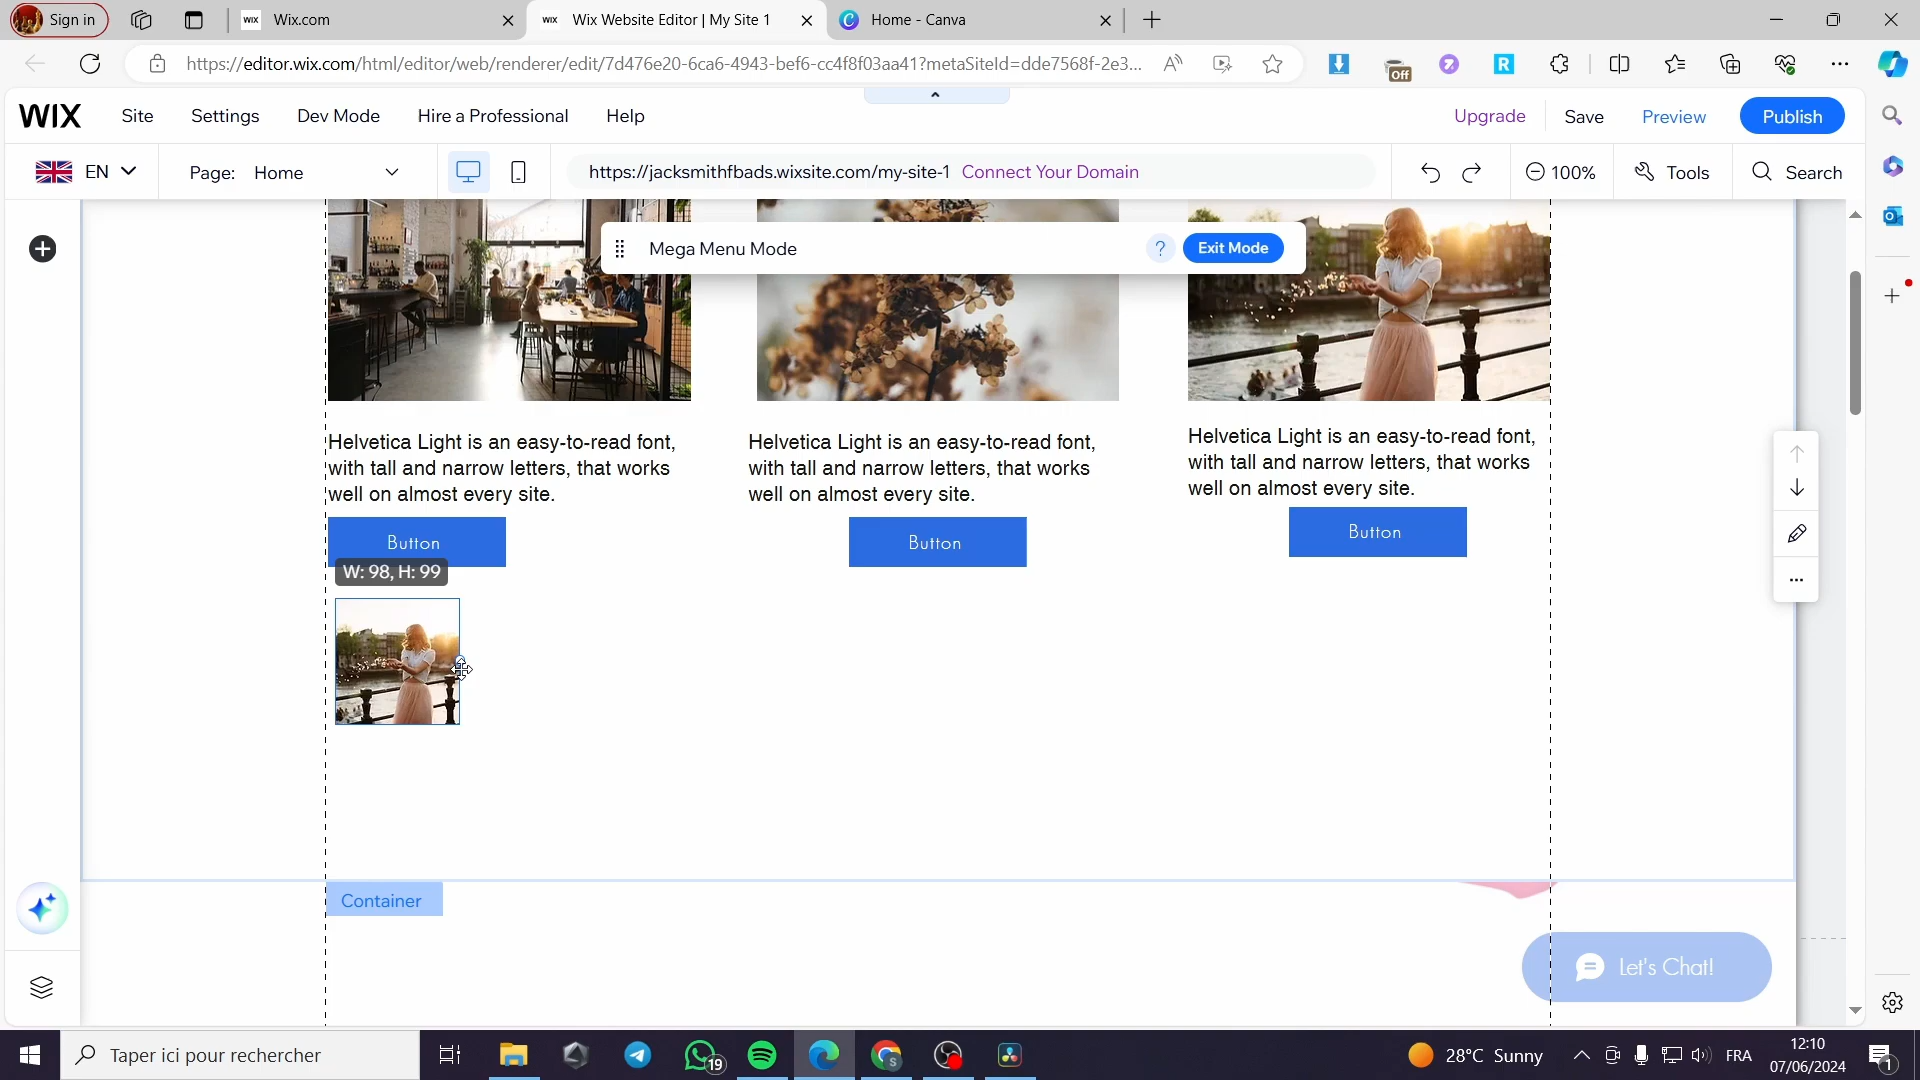 Sign in
Wix.com
Wix Website Editor | My Site 1
Home - Canva
https://editor.wix.com/html/editor/web/renderer/edit/7d476e20-6ca6-4943-bef6-cc4f8f03aa41?metaSiteId=dde7568f-2e3...
Off
WIX
Site
Settings
Dev Mode
Hire a Professional
Help
Upgrade
Save
Preview
Publish
EN
Page: Home
https://jacksmithfbads.wixsite.com/my-site-1 Connect Your Domain
100%
Tools
Search
Mega Menu Mode
?
Exit Mode
Helvetica Light is an easy-to-read font,
with tall and narrow letters, that works
well on almost every site.
Button
Helvetica Light is an easy-to-read font,
with tall and narrow letters, that works
well on almost every site.
Button
Helvetica Light is an easy-to-read font,
with tall and narrow letters, that works
well on almost every site.
Button
W: 98, H: 99
Container
Let's Chat!
Taper ici pour rechercher
19
28°C Sunny
FRA
12:10
07/06/2024
1